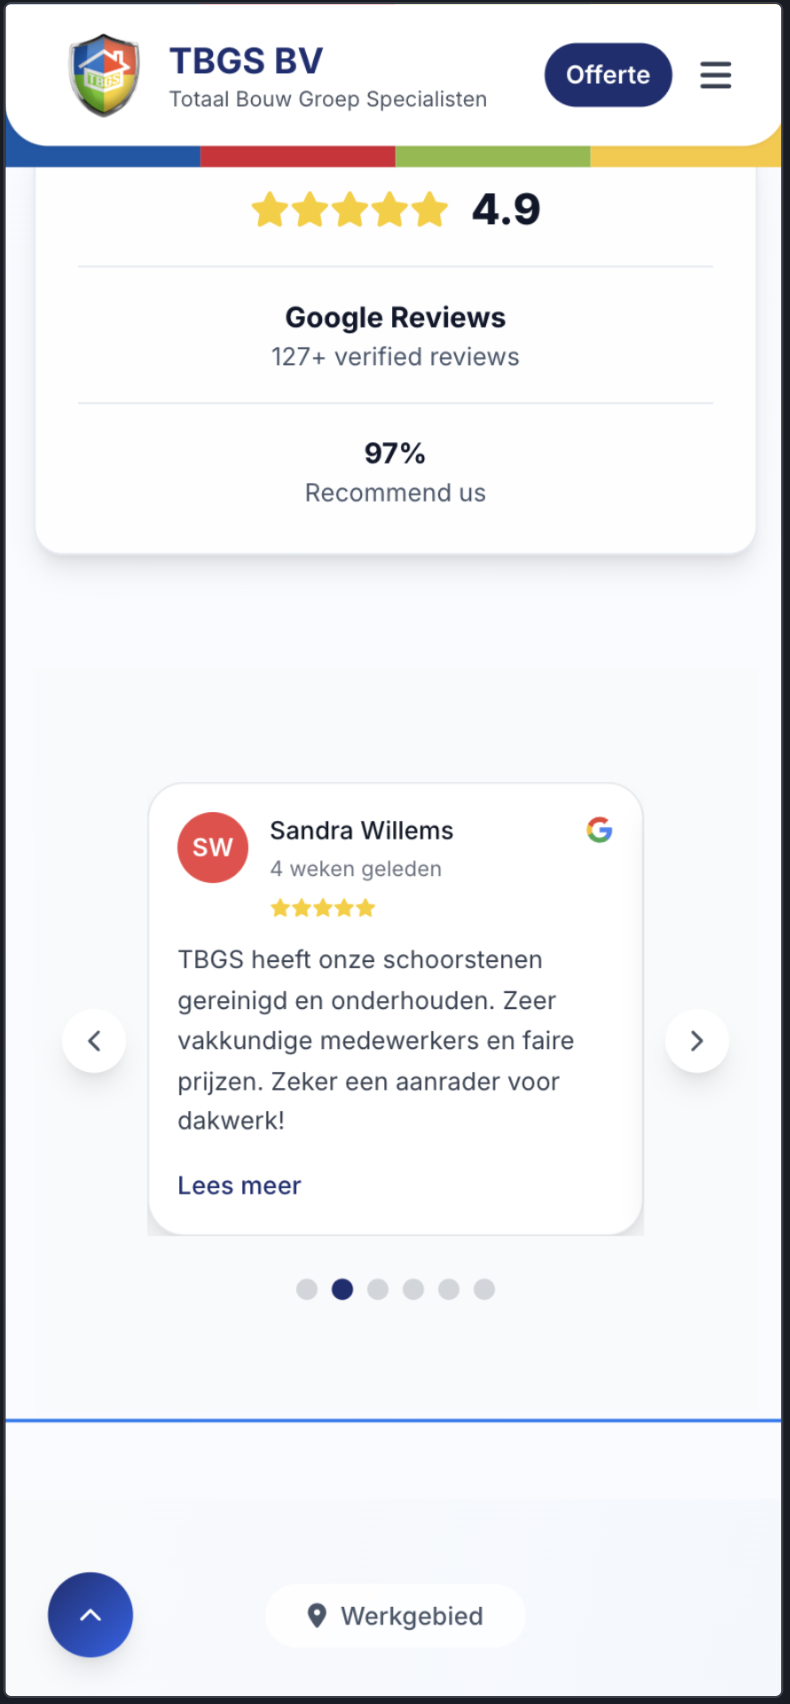 TBGS
TBGS BV
Totaal Bouw Groep Specialisten
Offerte
4.9
Google Reviews
127+ verified reviews
97%
Recommend us
SW
Sandra Willems
4 weken geleden
TBGS heeft onze schoorstenen
gereinigd en onderhouden. Zeer
vakkundige medewerkers en faire
prijzen. Zeker een aanrader voor
dakwerk!
Lees meer
Werkgebied